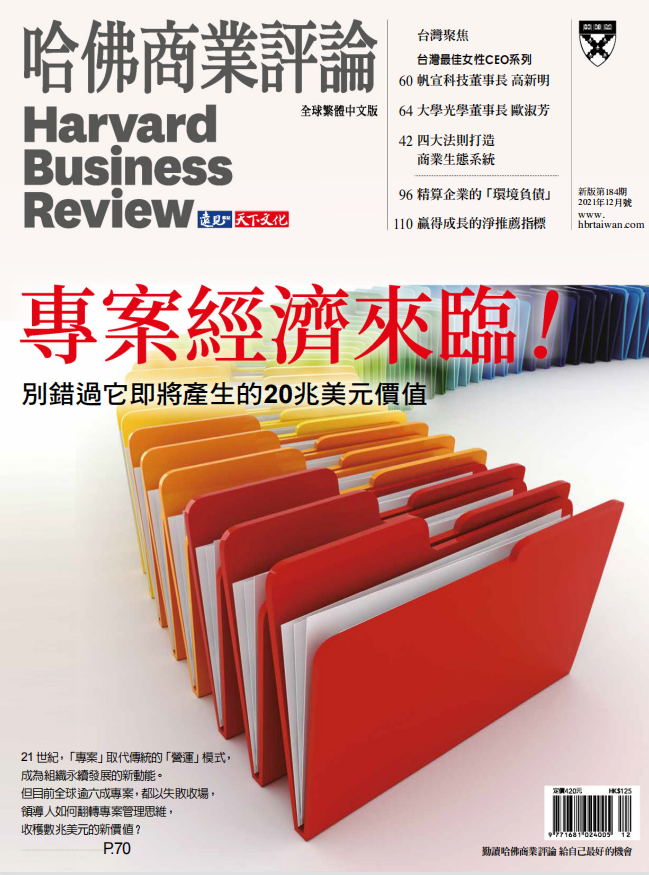 哈佛商業評論
全球繁體中文版
Harvard
Business
Review
遠見 天下文化
台灣聚焦
台灣最佳女性CEO系列
60 帆宣科技董事長 高新明
64 大學光學董事長 歐淑芳
42 四大法則打造
商業生態系統
96 精算企業的「環境負債」
110 贏得成長的淨推薦指標
新版第184期
2021年12月號
www.
hbrtaiwan.com
專案經濟來臨!
別錯過它即將產生的20兆美元價值
21世紀,「專案」取代傳統的「營運」模式,
成為組織永續發展的新動能。
但目前全球逾六成專案,都以失敗收場,
領導人如何翻轉專案管理思維,
收穫數兆美元的新價值?
P.70
定價420元 HK$125
9 771681 024005 12
勤讀哈佛商業評論 給自己最好的機會